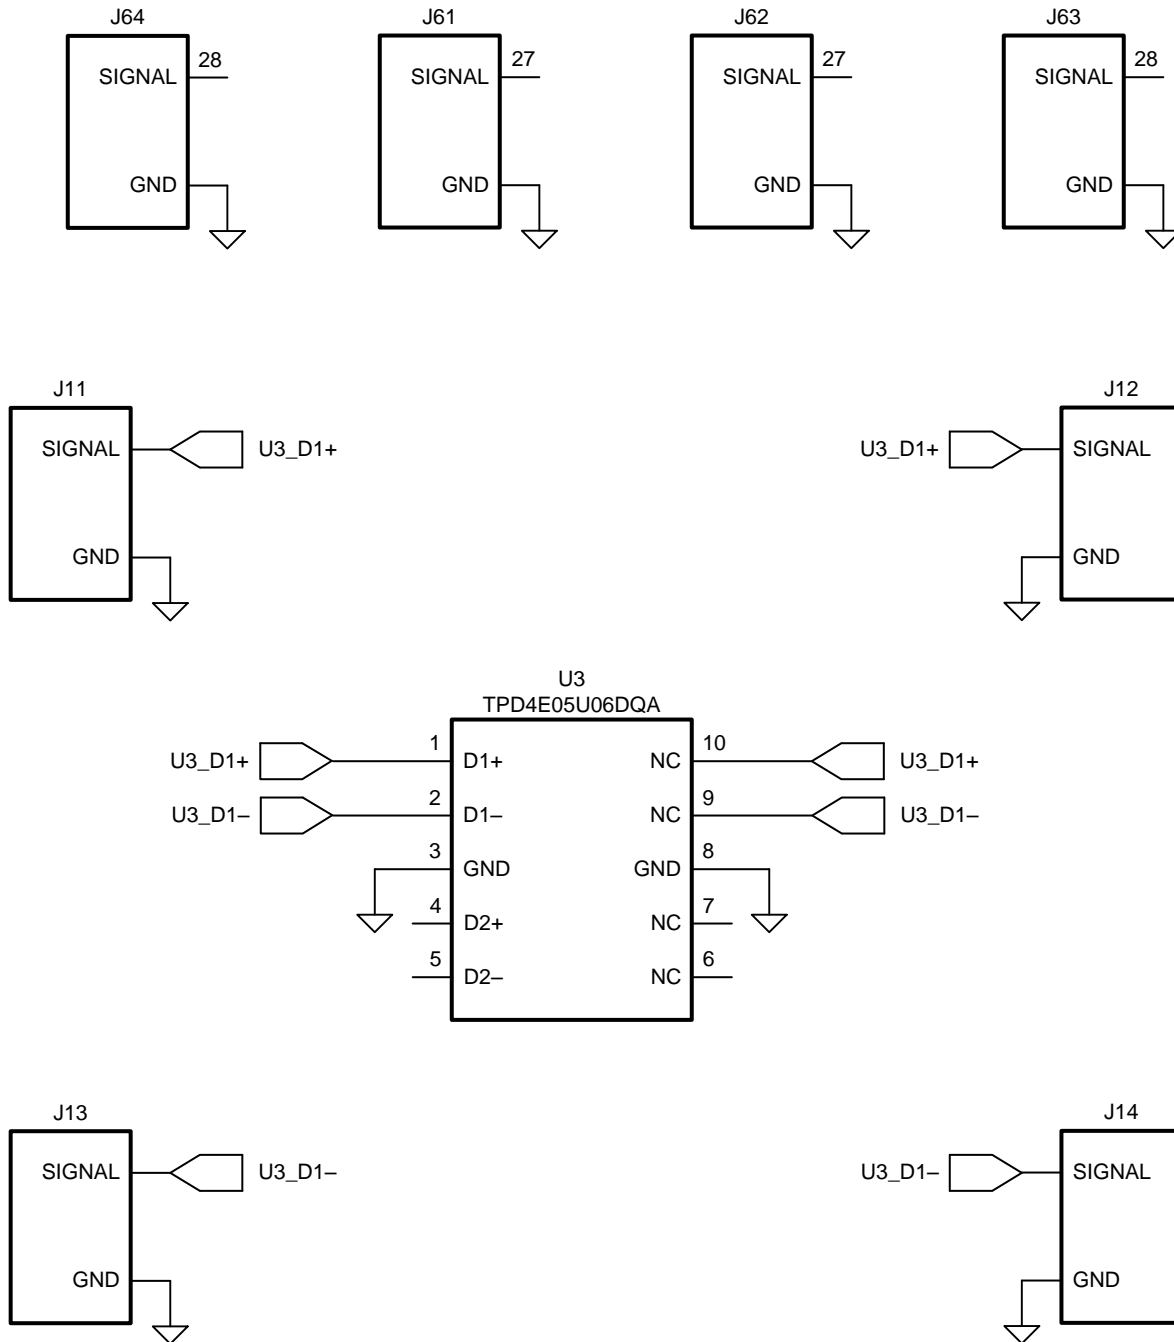 J64 J61 J62 J63
SIGNAL 28 SIGNAL 27 SIGNAL 27 SIGNAL 28
GND GND GND GND
J11 J12
SIGNAL U3_D1+ U3_D1+ SIGNAL
GND GND
U3
TPD4E05U06DQA
U3_D1+ 1 D1+ NC 10 U3_D1+
U3_D1– 2 D1– NC 9 U3_D1–
3 GND GND 8
4 D2+ NC 7
5 D2– NC 6
J13 J14
SIGNAL U3_D1– U3_D1– SIGNAL
GND GND